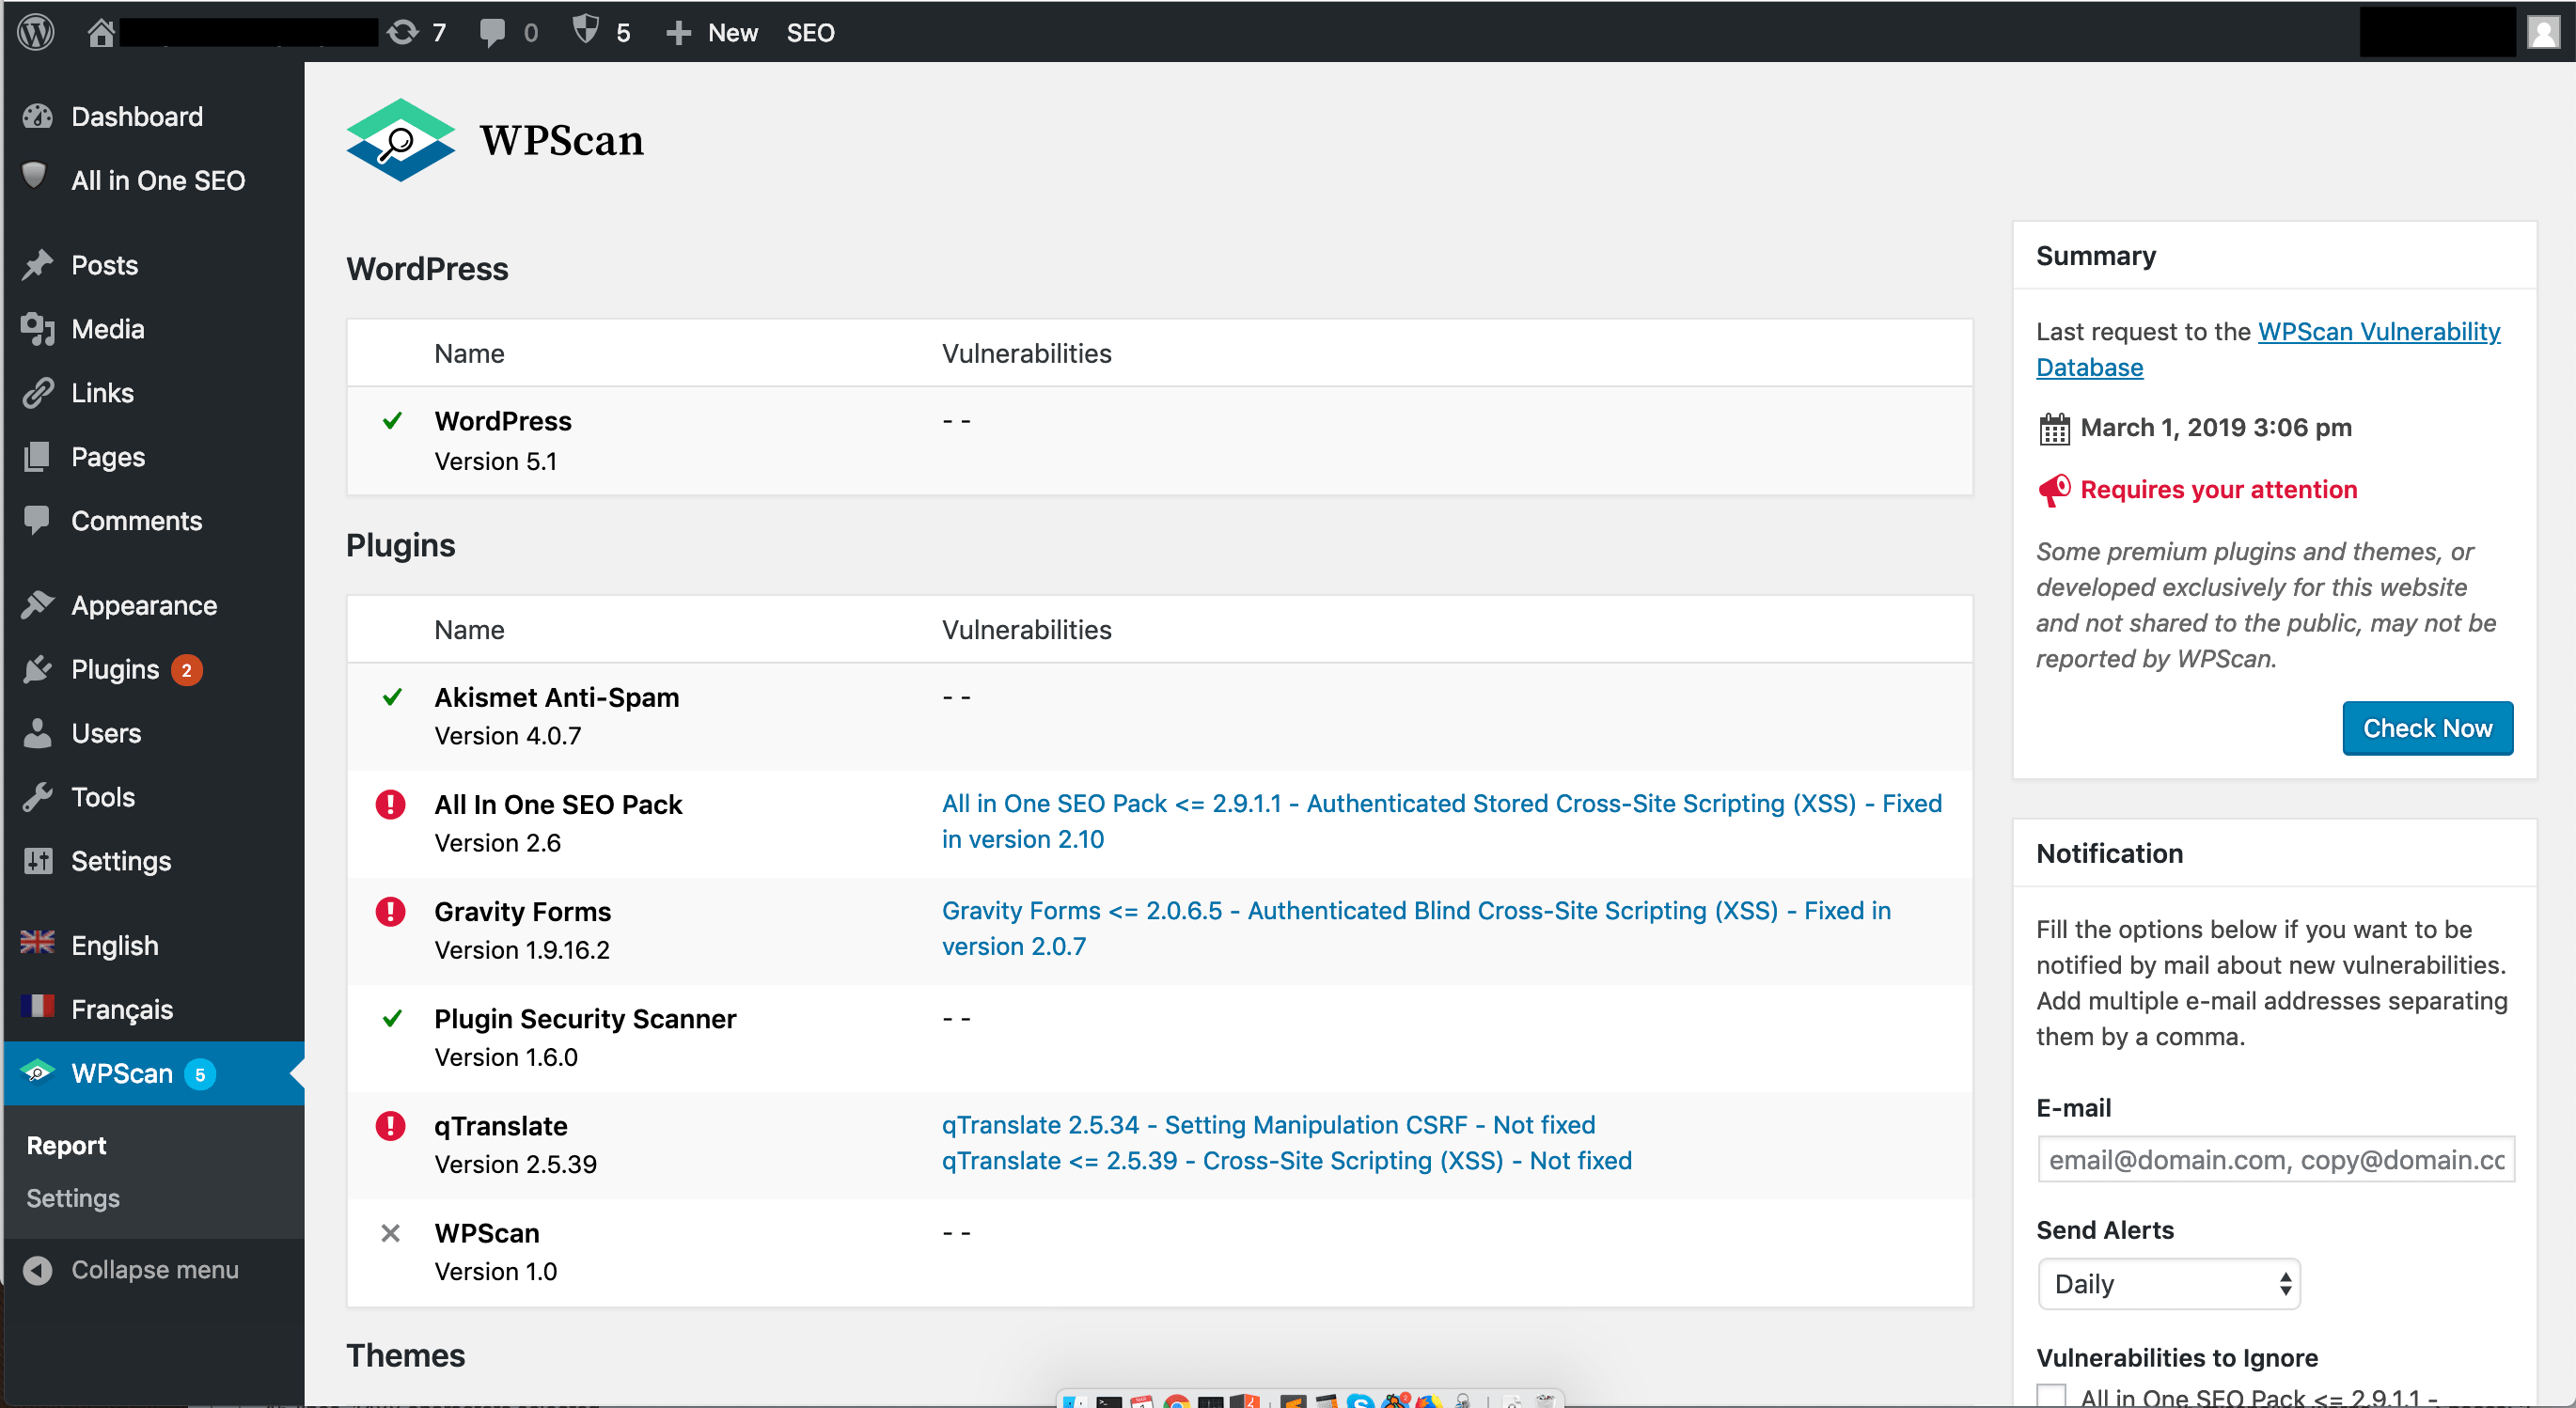 7 0 5 New SEO
Dashboard
All in One SEO
Posts
Media
Links
Pages
Comments
Appearance
Plugins 2
Users
Tools
Settings
English
Français
WPScan 5
Report
Settings
Collapse menu
WPScan
WordPress
Name Vulnerabilities
WordPress - -
Version 5.1
Plugins
Name Vulnerabilities
Akismet Anti-Spam - -
Version 4.0.7
All In One SEO Pack All in One SEO Pack <= 2.9.1.1 - Authenticated Stored Cross-Site Scripting (XSS) - Fixed
Version 2.6 in version 2.10
Gravity Forms Gravity Forms <= 2.0.6.5 - Authenticated Blind Cross-Site Scripting (XSS) - Fixed in
Version 1.9.16.2 version 2.0.7
Plugin Security Scanner - -
Version 1.6.0
qTranslate qTranslate 2.5.34 - Setting Manipulation CSRF - Not fixed
Version 2.5.39 qTranslate <= 2.5.39 - Cross-Site Scripting (XSS) - Not fixed
WPScan - -
Version 1.0
Themes
Summary
Last request to the WPScan Vulnerability
Database
March 1, 2019 3:06 pm
Requires your attention
Some premium plugins and themes, or
developed exclusively for this website
and not shared to the public, may not be
reported by WPScan.
Check Now
Notification
Fill the options below if you want to be
notified by mail about new vulnerabilities.
Add multiple e-mail addresses separating
them by a comma.
E-mail
email@domain.com, copy@domain.cc
Send Alerts
Daily
Vulnerabilities to Ignore
All in One SEO Pack <= 2.9.1.1 -